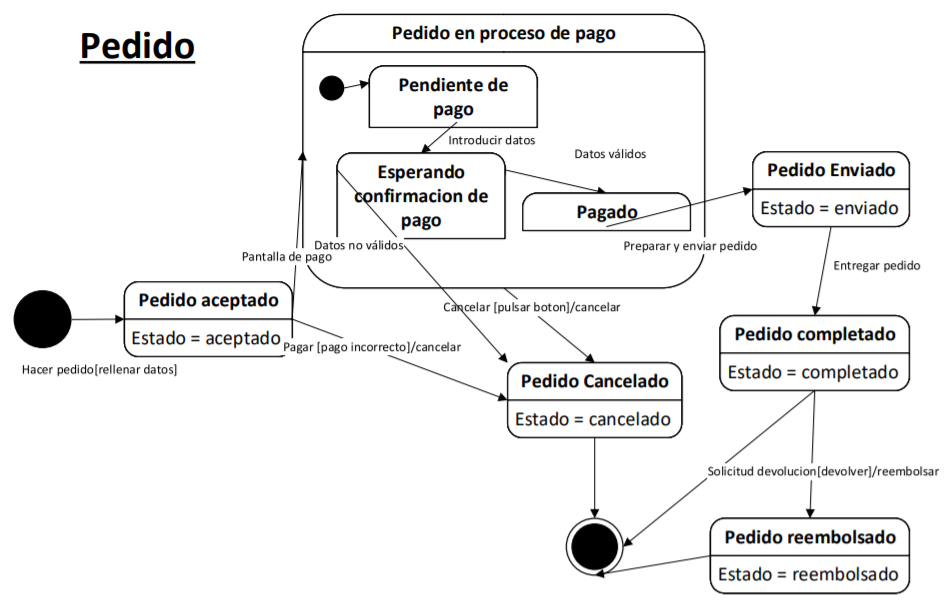 Pedido
Pedido en proceso de pago
Pendiente de
pago
Introducir datos
Esperando
confirmacion de
pago
Datos válidos
Pagado
Pedido Enviado
Estado = enviado
Datos no válidos
Preparar y enviar pedido
Pantalla de pago
Entregar pedido
Pedido aceptado
Estado = aceptado
Cancelar [pulsar boton]/cancelar
Pedido completado
Estado = completado
Pagar [pago incorrecto]/cancelar
Hacer pedido[rellenar datos]
Pedido Cancelado
Estado = cancelado
Solicitud devolucion[devolver]/reembolsar
Pedido reembolsado
Estado = reembolsado